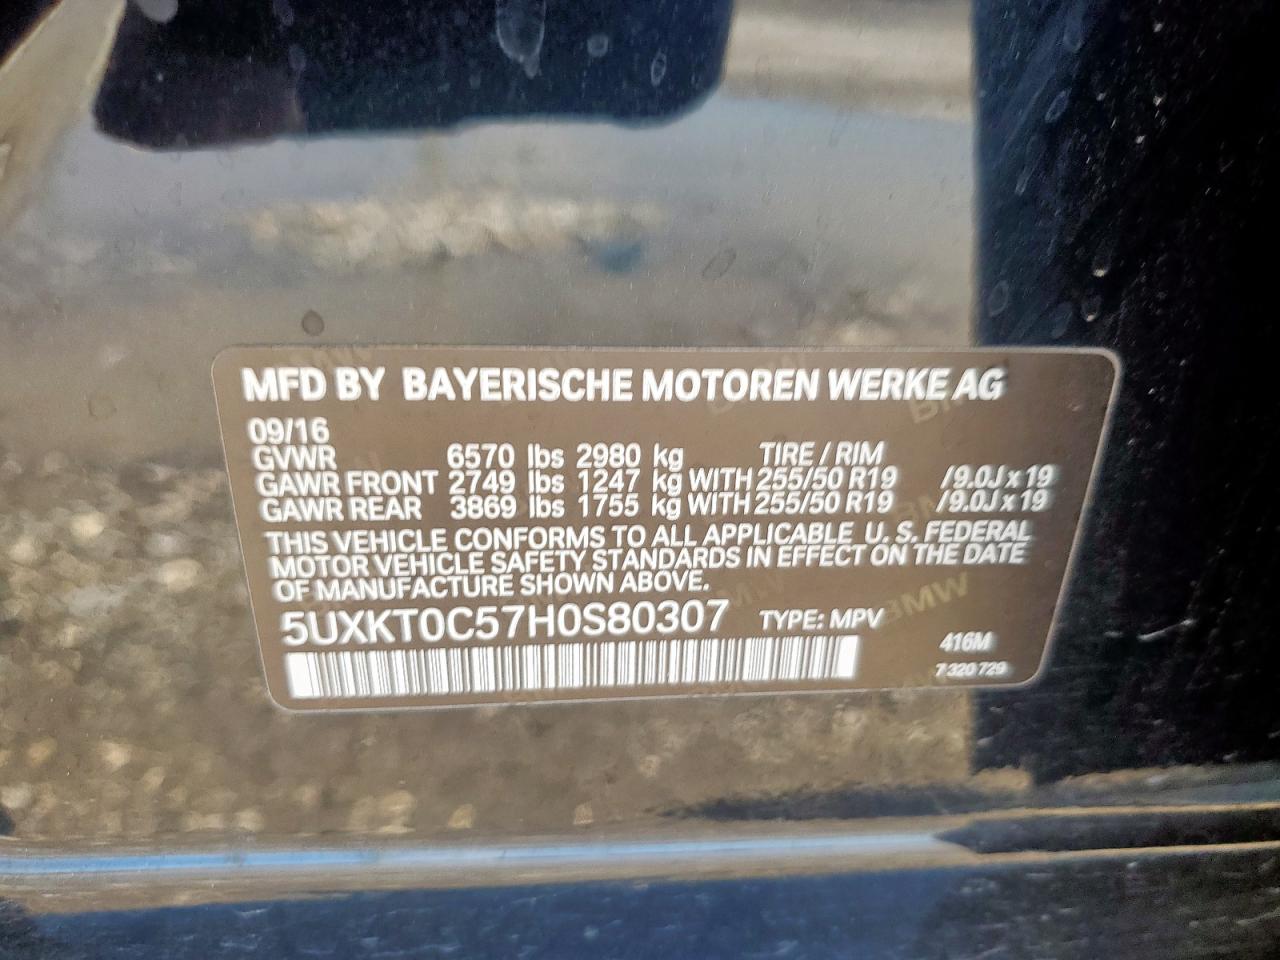 MFD BY BAYERISCHE MOTOREN WERKE AG
09/16
GVWR 6570 lbs 2980 kg TIRE / RIM
GAWR FRONT 2749 lbs 1247 kg WITH 255/50 R19 /9.0J x 19
GAWR REAR 3869 lbs 1755 kg WITH 255/50 R19 /9.0J x 19
THIS VEHICLE CONFORMS TO ALL APPLICABLE U. S. FEDERAL
MOTOR VEHICLE SAFETY STANDARDS IN EFFECT ON THE DATE
OF MANUFACTURE SHOWN ABOVE.
5UXKT0C57H0S80307 TYPE: MPV
416M
7 320 729
BMW